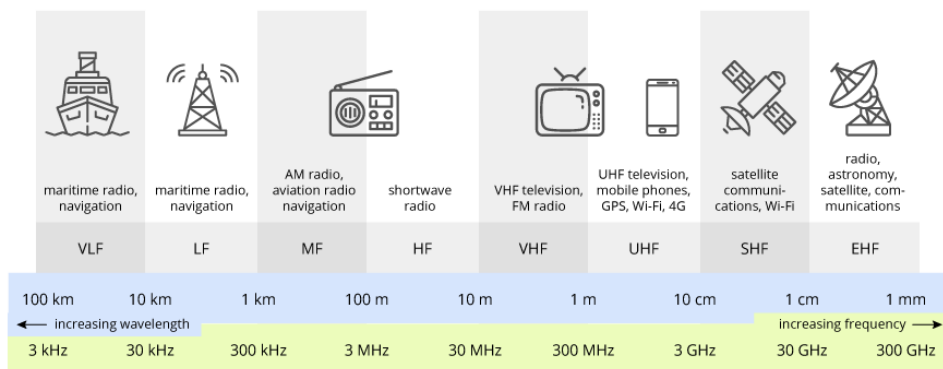 maritime radio,
navigation
maritime radio,
navigation
AM radio,
aviation radio
navigation
shortwave
radio
VHF television,
FM radio
UHF television,
mobile phones,
GPS, Wi-Fi, 4G
satellite
communi-
cations, Wi-Fi
radio,
astronomy,
satellite, com-
munications
VLF LF MF HF VHF UHF SHF EHF
100 km 10 km 1 km 100 m 10 m 1 m 10 cm 1 cm 1 mm
increasing wavelength increasing frequency
3 kHz 30 kHz 300 kHz 3 MHz 30 MHz 300 MHz 3 GHz 30 GHz 300 GHz